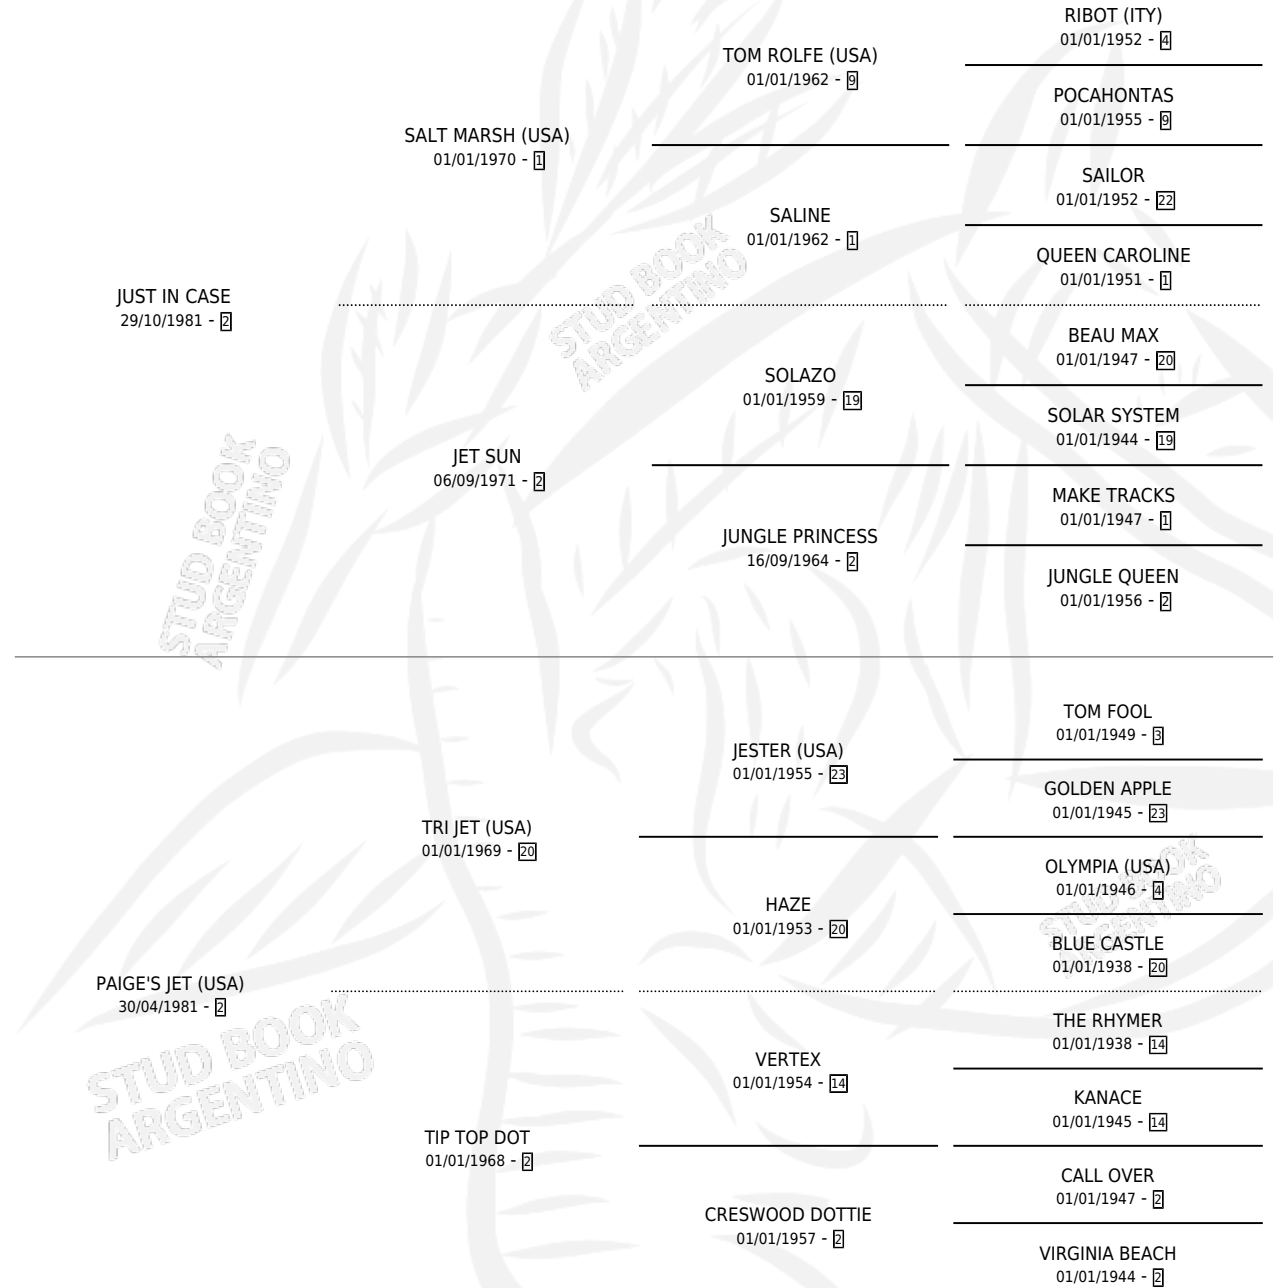 RIBOT (ITY)
01/01/1952 - 4
TOM ROLFE (USA)
01/01/1962 - 9
POCAHONTAS
01/01/1955 - 9
SALT MARSH (USA)
01/01/1970 - 1
SAILOR
01/01/1952 - 22
SALINE
01/01/1962 - 1
QUEEN CAROLINE
01/01/1951 - 1
JUST IN CASE
29/10/1981 - 2
STUD BOOK
ARGENTINO
BEAU MAX
01/01/1947 - 20
SOLAZO
01/01/1959 - 19
SOLAR SYSTEM
01/01/1944 - 19
JET SUN
06/09/1971 - 2
MAKE TRACKS
01/01/1947 - 1
JUNGLE PRINCESS
16/09/1964 - 2
JUNGLE QUEEN
01/01/1956 - 2
STUD BOOK
ARGENTINO
TOM FOOL
01/01/1949 - 3
JESTER (USA)
01/01/1955 - 23
GOLDEN APPLE
01/01/1945 - 23
TRI JET (USA)
01/01/1969 - 20
OLYMPIA (USA)
01/01/1946 - 4
HAZE
01/01/1953 - 20
BLUE CASTLE
01/01/1938 - 20
STUD BOOK
ARGENTINO
PAIGE'S JET (USA)
30/04/1981 - 2
THE RHYMER
01/01/1938 - 14
VERTEX
01/01/1954 - 14
KANACE
01/01/1945 - 14
STUD BOOK
ARGENTINO
TIP TOP DOT
01/01/1968 - 2
CALL OVER
01/01/1947 - 2
CRESWOOD DOTTIE
01/01/1957 - 2
VIRGINIA BEACH
01/01/1944 - 2